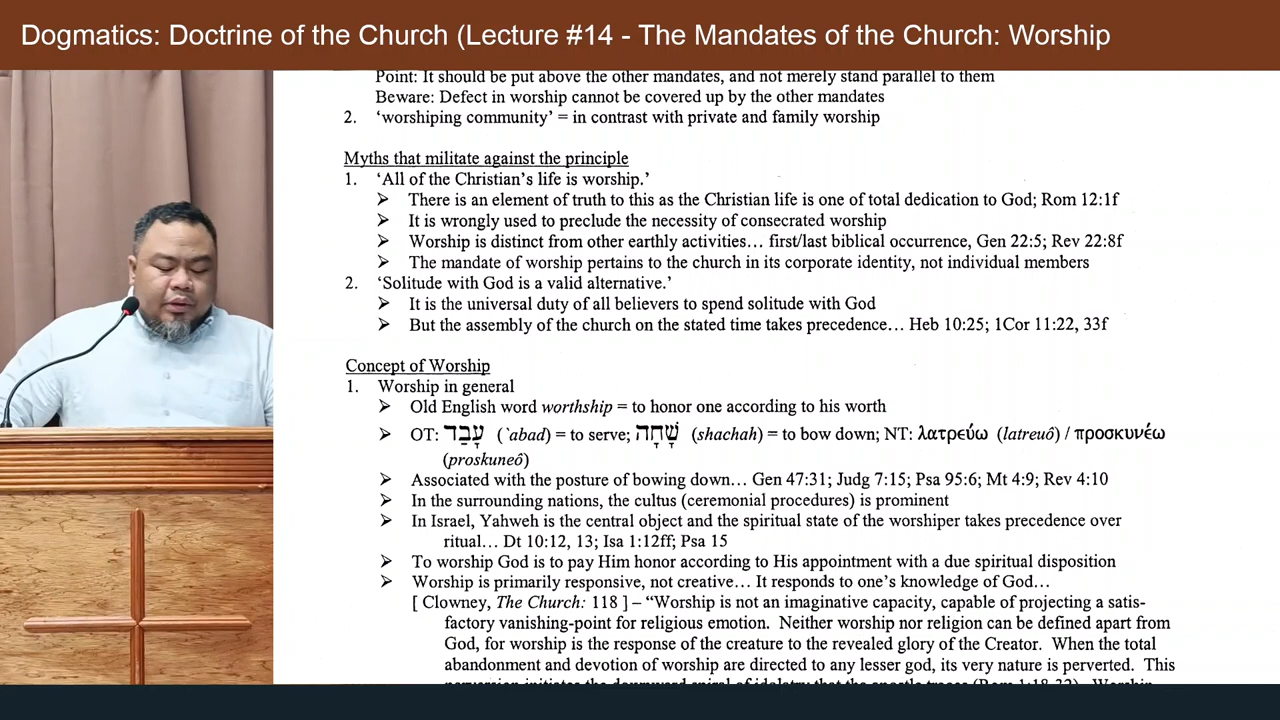 Dogmatics: Doctrine of the Church (Lecture #14 - The Mandates of the Church: Worship
Point: It should be put above the other mandates, and not merely stand parallel to them
Beware: Defect in worship cannot be covered up by the other mandates
2. ‘worshiping community’ = in contrast with private and family worship
Myths that militate against the principle
1. ‘All of the Christian’s life is worship.’
➢ There is an element of truth to this as the Christian life is one of total dedication to God; Rom 12:1f
➢ It is wrongly used to preclude the necessity of consecrated worship
➢ Worship is distinct from other earthly activities… first/last biblical occurrence, Gen 22:5; Rev 22:8f
➢ The mandate of worship pertains to the church in its corporate identity, not individual members
2. ‘Solitude with God is a valid alternative.’
➢ It is the universal duty of all believers to spend solitude with God
➢ But the assembly of the church on the stated time takes precedence… Heb 10:25; 1Cor 11:22, 33f
Concept of Worship
1. Worship in general
➢ Old English word worthship = to honor one according to his worth
➢ OT: עָבַד (`abad) = to serve; שָׁחָה (shachah) = to bow down; NT: λατρεύω (latreuô) / προσκυνέω
(proskuneô)
➢ Associated with the posture of bowing down… Gen 47:31; Judg 7:15; Psa 95:6; Mt 4:9; Rev 4:10
➢ In the surrounding nations, the cultus (ceremonial procedures) is prominent
➢ In Israel, Yahweh is the central object and the spiritual state of the worshiper takes precedence over
ritual… Dt 10:12, 13; Isa 1:12ff; Psa 15
➢ To worship God is to pay Him honor according to His appointment with a due spiritual disposition
➢ Worship is primarily responsive, not creative… It responds to one’s knowledge of God…
[ Clowney, The Church: 118 ] – “Worship is not an imaginative capacity, capable of projecting a satis-
factory vanishing-point for religious emotion. Neither worship nor religion can be defined apart from
God, for worship is the response of the creature to the revealed glory of the Creator. When the total
abandonment and devotion of worship are directed to any lesser god, its very nature is perverted. This